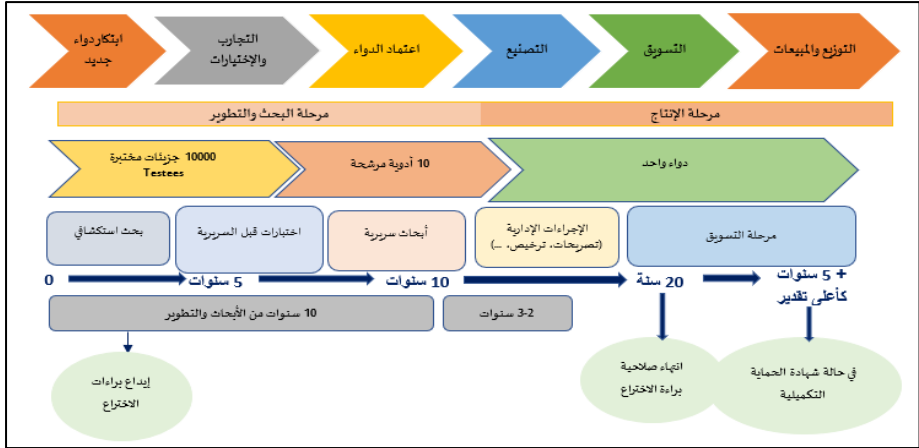 ابتكار دواء
جديد
التجارب
والإختيارات
اعتماد الدواء
التصنيع
التسويق
التوزيع والمبيعات
مرحلة البحث والتطوير
مرحلة الإنتاج
10000 جزيئات مختبرة
Testees
10 أدوية مرشحة
دواء واحد
بحث استكشافي
اختبارات قبل السريرية
أبحاث سريرية
الإجراءات الإدارية
(تصريحات، ترخيص، ...)
مرحلة التسويق
0
5 سنوات
10 سنوات
20 سنة
+ 5 سنوات
كأعلى تقدير
10 سنوات من الأبحاث والتطوير
2-3 سنوات
إيداع براءات
الاختراع
انتهاء صلاحية
براءة الاختراع
في حالة شهادة الحماية
التكميلية